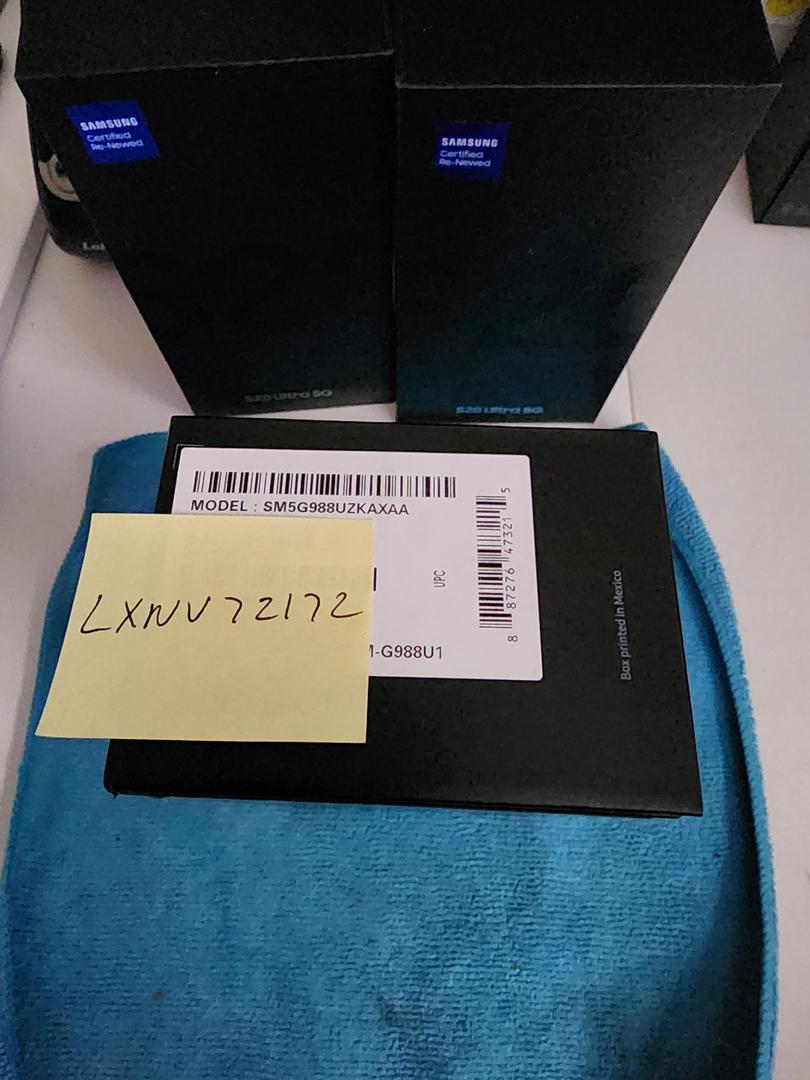 SAMSUNG
Certified
Re-Newed
SAMSUNG
Certified
Re-Newed
S20 Ultra 5G
S20 Ultra 5G
MODEL : SM5G988UZKAXAA
UPC
8 87276 47321 5
M-G988U1
Box printed in Mexico
LXNV72172